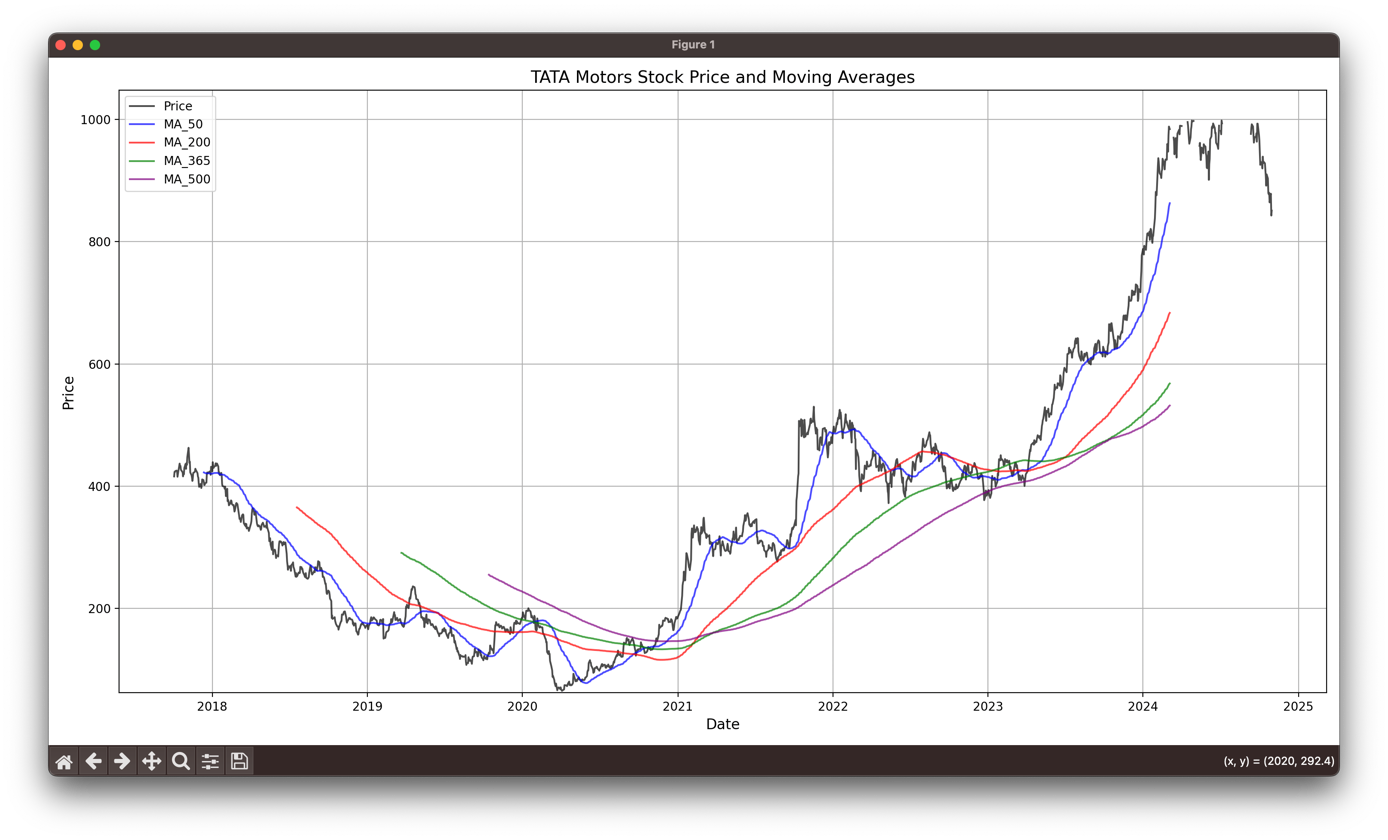 Figure 1
TATA Motors Stock Price and Moving Averages
Price
MA_50
MA_200
MA_365
MA_500
1000
800
600
400
200
Price
2018
2019
2020
2021
2022
2023
2024
2025
Date
(x, y) = (2020, 292.4)